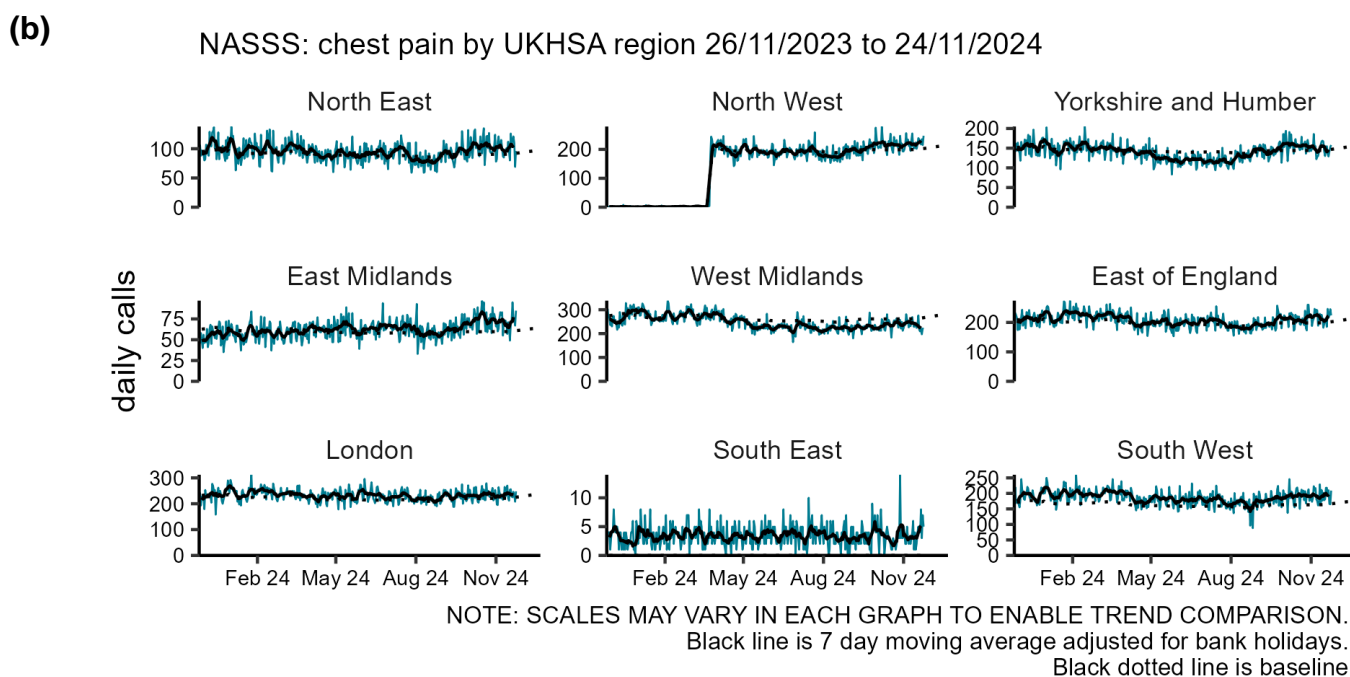 (b)
NASSS: chest pain by UKHSA region 26/11/2023 to 24/11/2024
daily calls
North East
100
50
0
North West
200
100
0
Yorkshire and Humber
200
150
100
50
0
East Midlands
75
50
25
0
West Midlands
300
200
100
0
East of England
200
100
0
London
300
200
100
0
Feb 24 May 24 Aug 24 Nov 24
South East
10
5
0
Feb 24 May 24 Aug 24 Nov 24
South West
250
200
150
100
50
0
Feb 24 May 24 Aug 24 Nov 24
NOTE: SCALES MAY VARY IN EACH GRAPH TO ENABLE TREND COMPARISON.
Black line is 7 day moving average adjusted for bank holidays.
Black dotted line is baseline